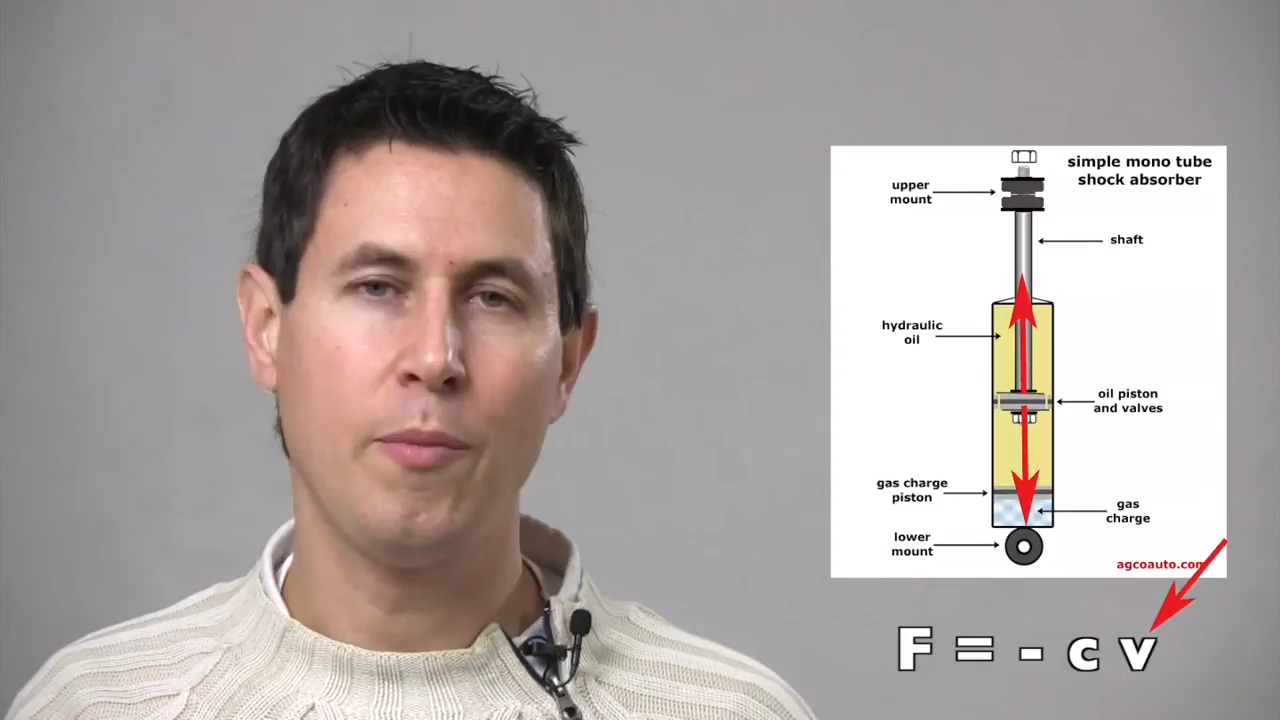 simple mono tube
shock absorber
upper
mount
shaft
hydraulic
oil
oil piston
and valves
gas charge
piston
gas
charge
lower
mount
agcoauto.com
F = - c v